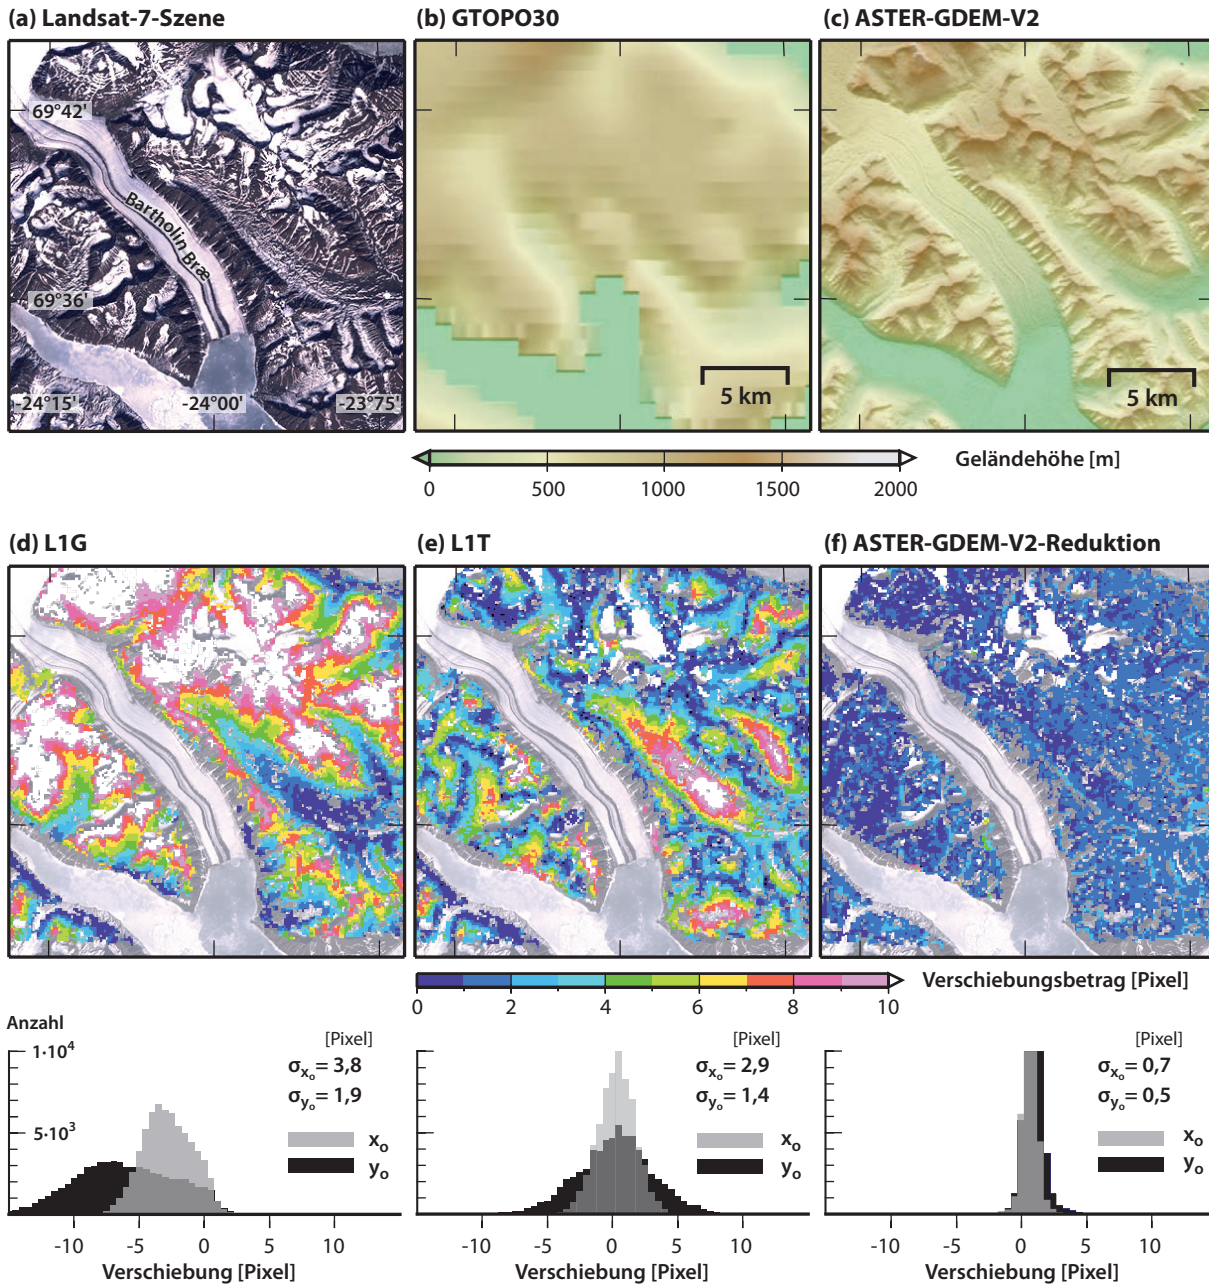 (a) Landsat-7-Szene
(b) GTOPO30
(c) ASTER-GDEM-V2
69°42'
Bartholin Bræ
69°36'
-24°15'
-24°00'
-23°75'
5 km
5 km
0
500
1000
1500
2000
Geländehöhe [m]
(d) L1G
(e) L1T
(f) ASTER-GDEM-V2-Reduktion
0
2
4
6
8
10
Verschiebungsbetrag [Pixel]
Anzahl
1·10⁴
5·10³
[Pixel]
σxₒ= 3,8
σyₒ= 1,9
xₒ
yₒ
-10
-5
0
5
10
Verschiebung [Pixel]
[Pixel]
σxₒ= 2,9
σyₒ= 1,4
xₒ
yₒ
-10
-5
0
5
10
Verschiebung [Pixel]
[Pixel]
σxₒ= 0,7
σyₒ= 0,5
xₒ
yₒ
-10
-5
0
5
10
Verschiebung [Pixel]